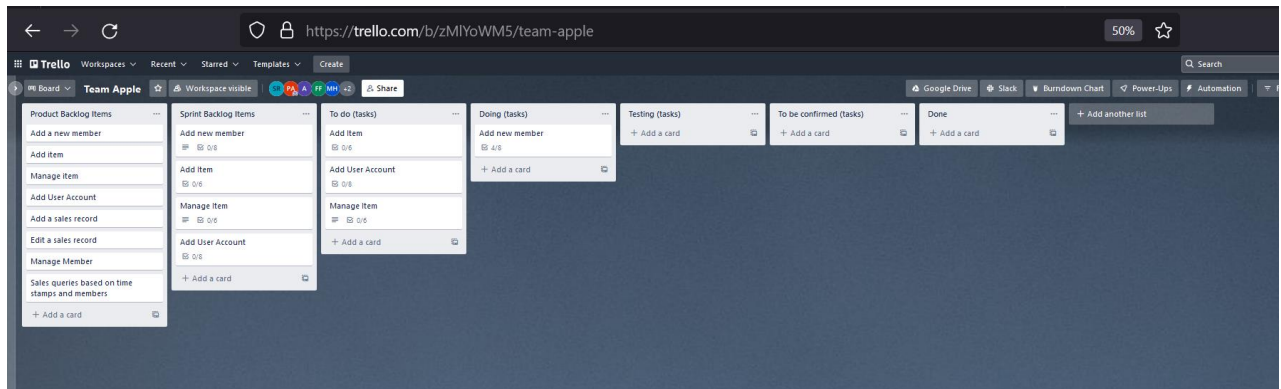 https://trello.com/b/zMlYoWM5/team-apple
50%
Trello Workspaces Recent Starred Templates Create
Search
Board Team Apple Workspace visible SR PA A FF MH +2 Share
Google Drive Slack Burndown Chart Power-Ups Automation
Product Backlog Items
Add a new member
Add item
Manage item
Add User Account
Add a sales record
Edit a sales record
Manage Member
Sales queries based on time
stamps and members
+ Add a card
Sprint Backlog Items
Add new member
0/8
Add Item
0/6
Manage Item
0/6
Add User Account
0/8
+ Add a card
To do (tasks)
Add Item
0/6
Add User Account
0/8
Manage Item
0/6
+ Add a card
Doing (tasks)
Add new member
4/8
+ Add a card
Testing (tasks)
+ Add a card
To be confirmed (tasks)
+ Add a card
Done
+ Add a card
+ Add another list